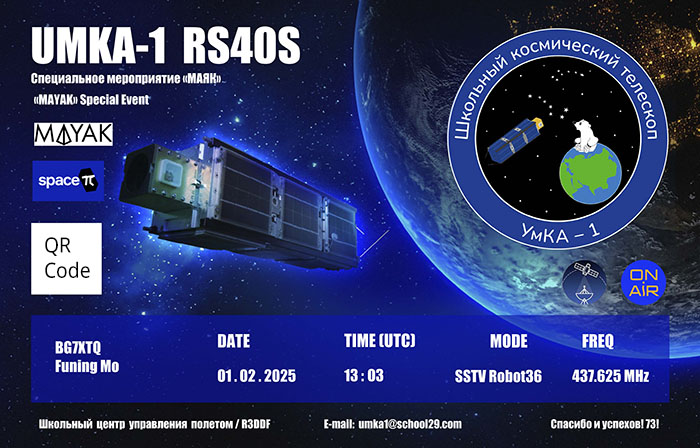 UMKA-1 RS40S
Специальное мероприятие «МАЯК»
«MAYAK» Special Event
MAYAK
space π
QR
Code
Школьный космический телескоп
УмКА – 1
ON
AIR
BG7XTQ
Funing Mo
DATE
TIME (UTC)
MODE
FREQ
01 . 02 . 2025
13 : 03
SSTV Robot36
437.625 MHz
Школьный центр управления полетом / R3DDF
E-mail: umka1@school29.com
Спасибо и успехов! 73!